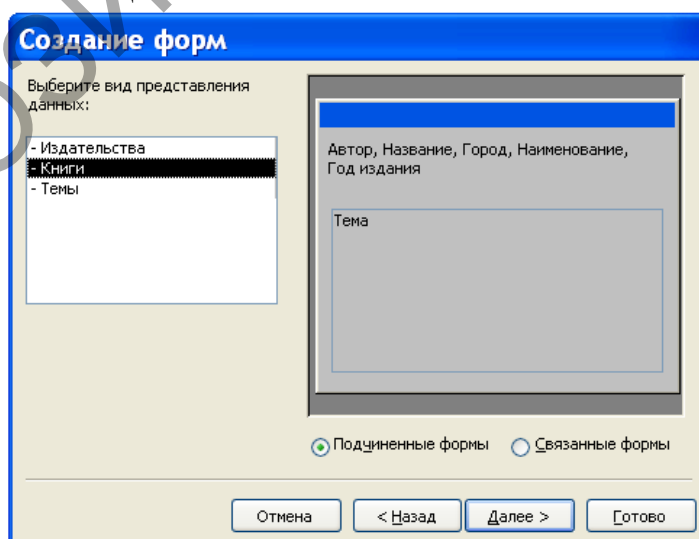 Создание форм
Выберите вид представления
данных:
- Издательства
- Книги
- Темы
Автор, Название, Город, Наименование,
Год издания
Тема
Подчиненные формы
Связанные формы
Отмена
< Назад
Далее >
Готово